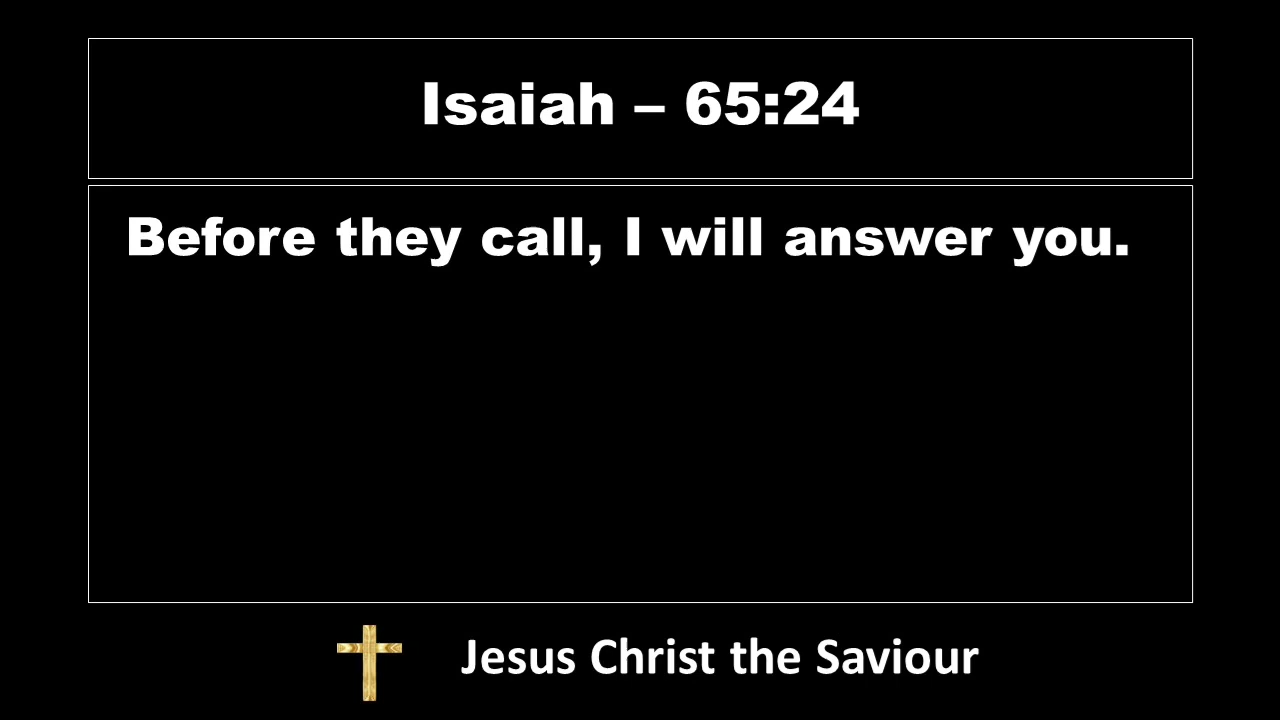 Isaiah – 65:24
Before they call, I will answer you.
Jesus Christ the Saviour